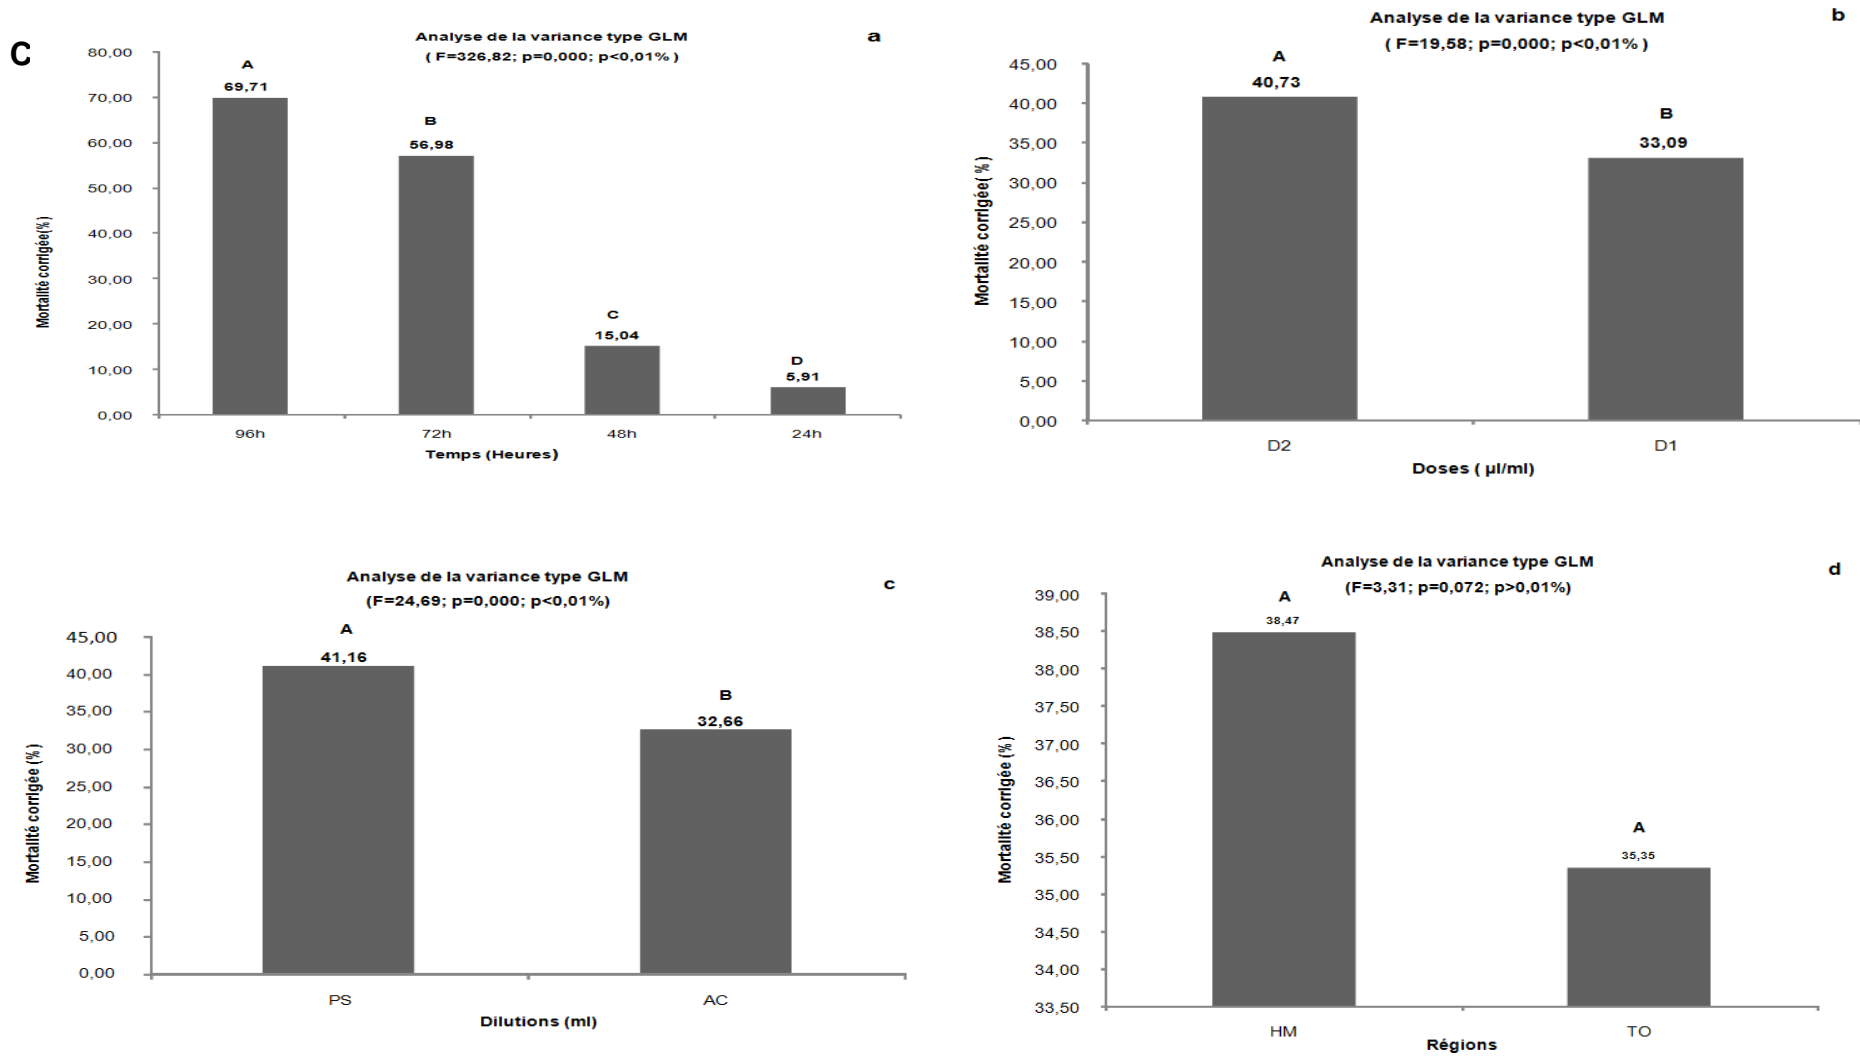 C
Analyse de la variance type GLM
( F=326,82; p=0,000; p<0,01% )
a
80,00
70,00
60,00
50,00
40,00
30,00
20,00
10,00
0,00
Mortalité corrigée(%)
A
69,71
B
56,98
C
15,04
D
5,91
96h
72h
48h
24h
Temps (Heures)
Analyse de la variance type GLM
( F=19,58; p=0,000; p<0,01% )
b
45,00
40,00
35,00
30,00
25,00
20,00
15,00
10,00
5,00
0,00
Mortalité corrigée( %)
A
40,73
B
33,09
D2
D1
Doses ( µl/ml)
Analyse de la variance type GLM
(F=24,69; p=0,000; p<0,01%)
c
45,00
40,00
35,00
30,00
25,00
20,00
15,00
10,00
5,00
0,00
Mortalité corrigée (%)
A
41,16
B
32,66
PS
AC
Dilutions (ml)
Analyse de la variance type GLM
(F=3,31; p=0,072; p>0,01%)
d
39,00
38,50
38,00
37,50
37,00
36,50
36,00
35,50
35,00
34,50
34,00
33,50
Mortalité corrigée (%)
A
38,47
A
35,35
HM
TO
Régions